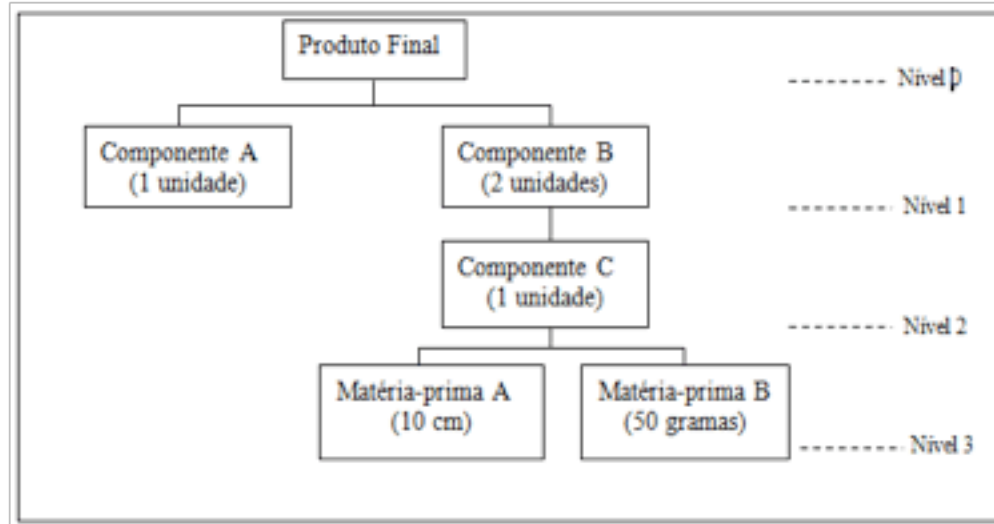 Produto Final
Nível 0
Componente A
(1 unidade)
Componente B
(2 unidades)
Nível 1
Componente C
(1 unidade)
Nível 2
Matéria-prima A
(10 cm)
Matéria-prima B
(50 gramas)
Nível 3